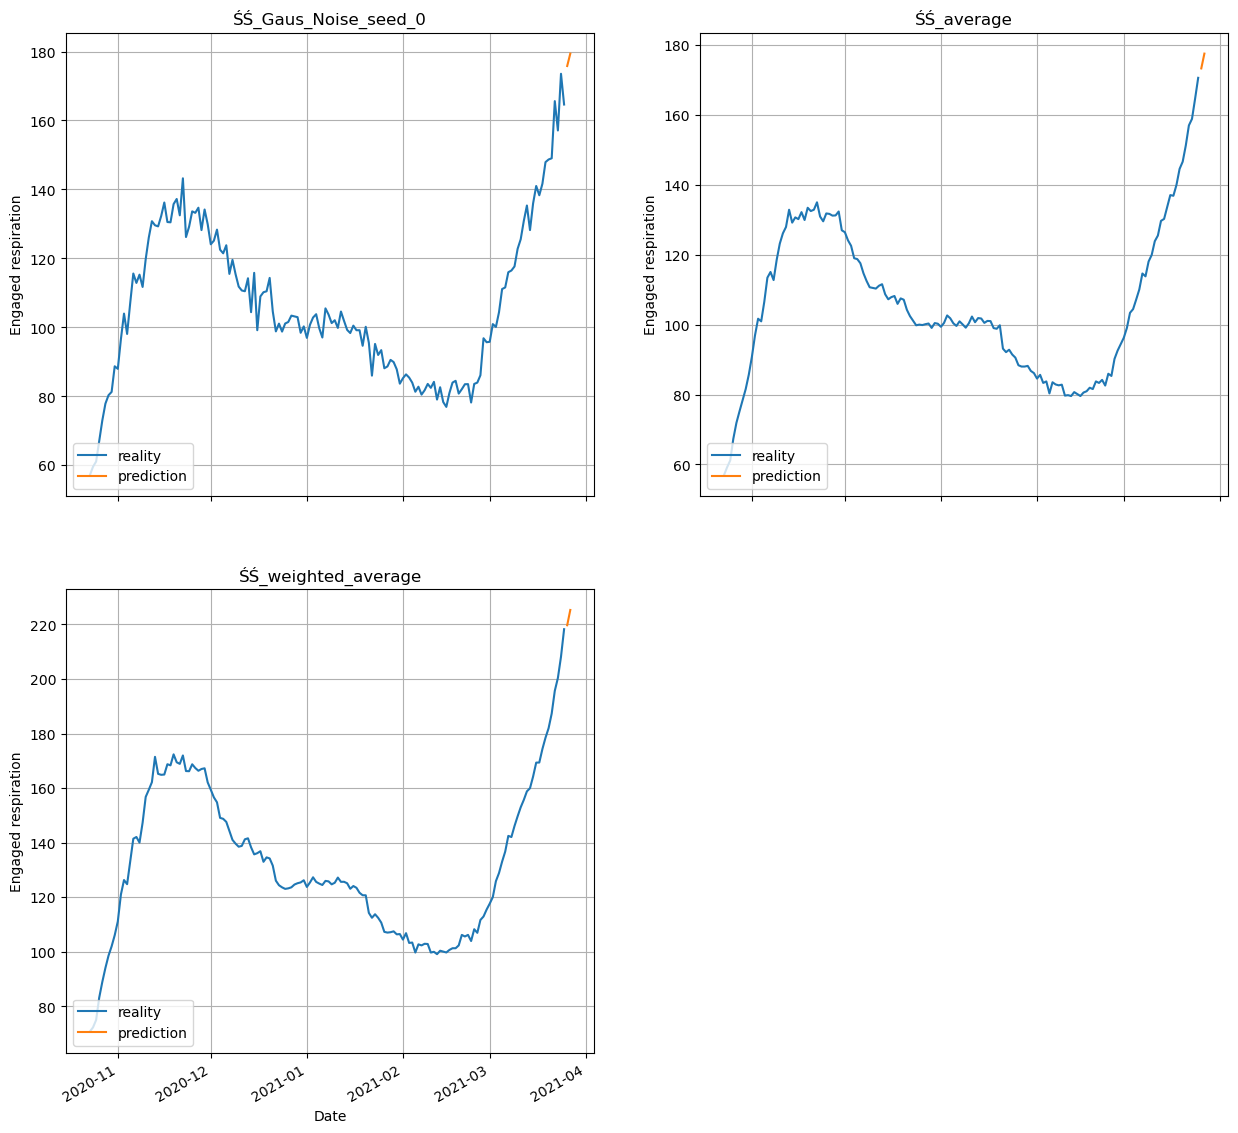 ŚŚ_Gaus_Noise_seed_0
180
160
140
120
100
80
60
Engaged respiration
reality
prediction
ŚŚ_average
180
160
140
120
100
80
60
Engaged respiration
reality
prediction
ŚŚ_weighted_average
220
200
180
160
140
120
100
80
Engaged respiration
reality
prediction
2020-11
2020-12
2021-01
2021-02
2021-03
2021-04
Date